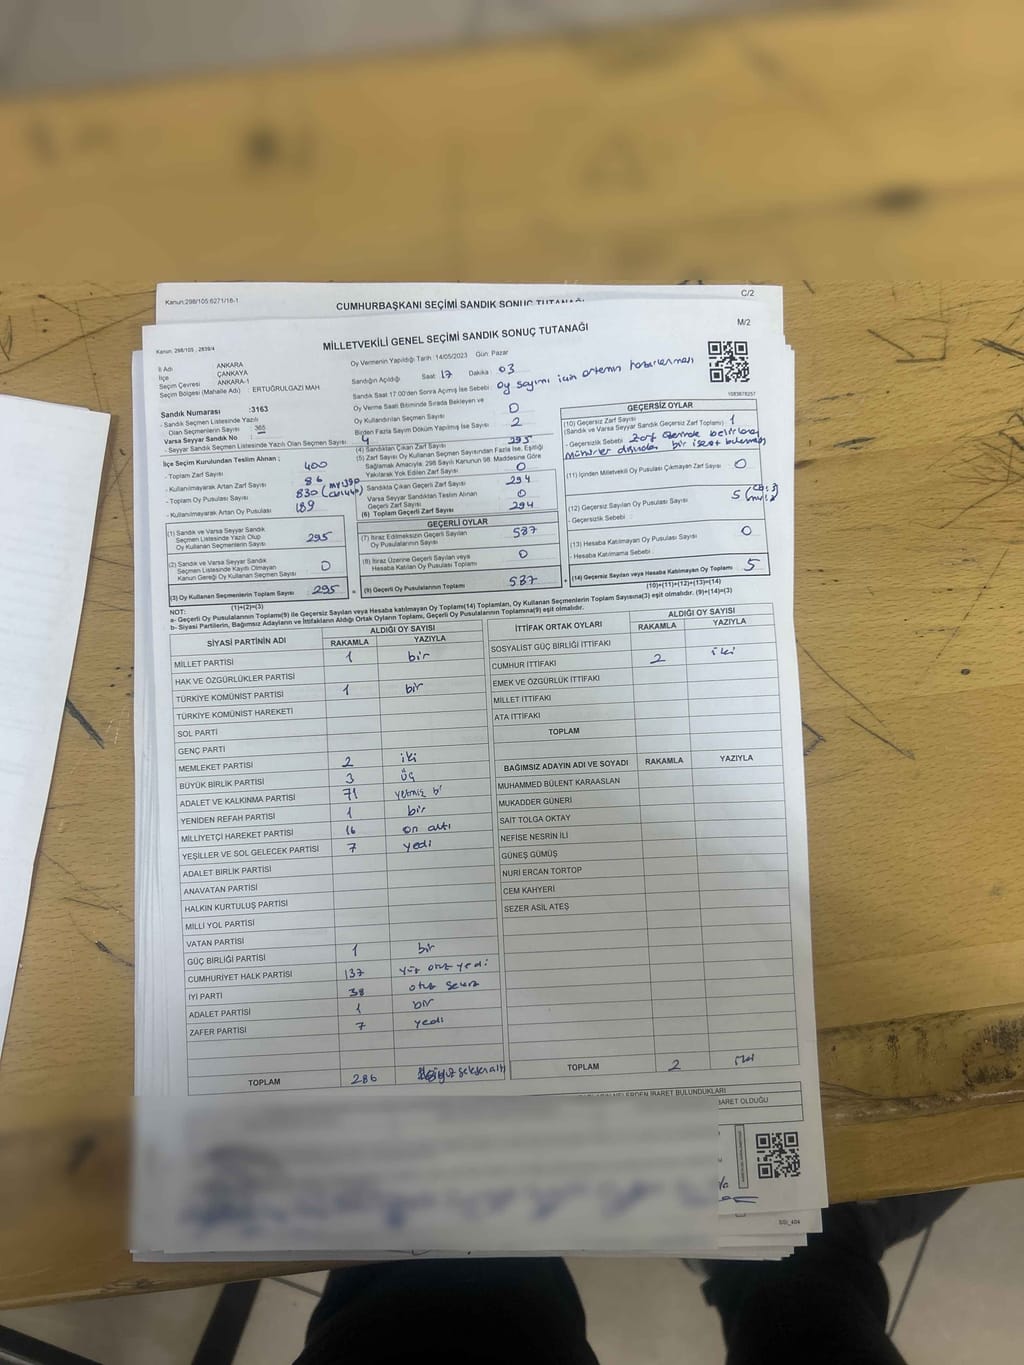 Kanun:298/105;6271/16-1
C/2
CUMHURBAŞKANI SEÇİMİ SANDIK SONUÇ TUTANAĞI
Kanun: 298/105 ; 2839/4
MİLLETVEKİLİ GENEL SEÇİMİ SANDIK SONUÇ TUTANAĞI
M/2
İl Adı : ANKARA
İlçe : ÇANKAYA
Seçim Çevresi : ANKARA-1
Seçim Bölgesi (Mahalle Adı) : ERTUĞRULGAZİ MAH
Sandık Numarası :3163
- Sandık Seçmen Listesinde Yazılı
Olan Seçmenlerin Sayısı : 365
Varsa Seyyar Sandık No :
- Seyyar Sandık Seçmen Listesinde Yazılı Olan Seçmen Sayısı :
İlçe Seçim Kurulundan Teslim Alınan ;
- Toplam Zarf Sayısı 400
- Kullanılmayarak Artan Zarf Sayısı 86
- Toplam Oy Pusulası Sayısı 830
- Kullanılmayarak Artan Oy Pusulası 189
(1) Sandık ve Varsa Seyyar Sandık
Seçmen Listesinde Yazılı Olup
Oy Kullanan Seçmenlerin Sayısı 295
(2) Sandık ve Varsa Seyyar Sandık
Seçmen Listesinde Kayıtlı Olmayan
Kanun Gereği Oy Kullanan Seçmen Sayısı 0
(3) Oy Kullanan Seçmenlerin Toplam Sayısı 295
(1)+(2)=(3)
Oy Vermenin Yapıldığı Tarih : 14/05/2023 Gün: Pazar
Sandığın Açıldığı Saat 17 Dakika : 03
Sandık Saat 17.00'den Sonra Açılmış İse Sebebi oy sayımı için ortamın hazırlanması
Oy Verme Saati Bitiminde Sırada Bekleyen ve
Oy Kullandırılan Seçmen Sayısı 0
Birden Fazla Sayım Döküm Yapılmış İse Sayısı 2
(4) Sandıktan Çıkan Zarf Sayısı 295
(5) Zarf Sayısı Oy Kullanan Seçmen Sayısından Fazla İse, Eşitliği
Sağlamak Amacıyla, 298 Sayılı Kanunun 98. Maddesine Göre
Yakılarak Yok Edilen Zarf Sayısı 0
Sandıkta Çıkan Geçerli Zarf Sayısı 294
Varsa Seyyar Sandıktan Teslim Alınan
Geçerli Zarf Sayısı 0
(6) Toplam Geçerli Zarf Sayısı 294
GEÇERLİ OYLAR
(7) İtiraz Edilmeksizin Geçerli Sayılan
Oy Pusulasının Sayısı 587
(8) İtiraz Üzerine Geçerli Sayılan veya
Hesaba Katılan Oy Pusulası Toplamı 0
(9) Geçerli Oy Pusulalarının Toplamı 587
1083878257
GEÇERSİZ OYLAR
(10) Geçersiz Zarf Sayısı 1
(Sandık ve Varsa Seyyar Sandık Geçersiz Zarf Toplamı)
- Geçersizlik Sebebi : Zarf üzerinde belirlenen
mühürler dışında bir işaret bulunması
(11) İçinden Milletvekili Oy Pusulası Çıkmayan Zarf Sayısı 0
(12) Geçersiz Sayılan Oy Pusulası Sayısı 5
- Geçersizlik Sebebi :
(13) Hesaba Katılmayan Oy Pusulası Sayısı 0
- Hesaba Katılmama Sebebi :
(14) Geçersiz Sayılan veya Hesaba Katılmayan Oy Toplamı 5
(10)+(11)+(12)+(13)=(14)
NOT:
a- Geçerli Oy Pusulalarının Toplamı(9) ile Geçersiz Sayılan veya Hesaba katılmayan Oy Toplamı(14) Toplamları, Oy Kullanan Seçmenlerin Toplam Sayısına(3) eşit olmalıdır. (9)+(14)=(3)
b- Siyasi Partilerin, Bağımsız Adayların ve İttifakların Aldığı Ortak Oyların Toplamı, Geçerli Oy Pusulalarının Toplamına(9) eşit olmalıdır.
SİYASİ PARTİNİN ADI ALDIĞI OY SAYISI
RAKAMLA YAZIYLA
MİLLET PARTİSİ 1 bir
HAK VE ÖZGÜRLÜKLER PARTİSİ
TÜRKİYE KOMÜNİST PARTİSİ 1 bir
TÜRKİYE KOMÜNİST HAREKETİ
SOL PARTİ
GENÇ PARTİ
MEMLEKET PARTİSİ 2 iki
BÜYÜK BİRLİK PARTİSİ 3 üç
ADALET VE KALKINMA PARTİSİ 71 yetmiş bi
YENİDEN REFAH PARTİSİ 1 bir
MİLLİYETÇİ HAREKET PARTİSİ 16 on altı
YEŞİLLER VE SOL GELECEK PARTİSİ 7 yedi
ADALET BİRLİK PARTİSİ
ANAVATAN PARTİSİ
HALKIN KURTULUŞ PARTİSİ
MİLLİ YOL PARTİSİ
VATAN PARTİSİ
GÜÇ BİRLİĞİ PARTİSİ 1 bir
CUMHURİYET HALK PARTİSİ 137 yüz otuz yedi
İYİ PARTİ 38 otuz sekiz
ADALET PARTİSİ 1 bir
ZAFER PARTİSİ 7 yedi
TOPLAM 286 ikiyüz seksen altı
İTTİFAK ORTAK OYLARI ALDIĞI OY SAYISI
RAKAMLA YAZIYLA
SOSYALİST GÜÇ BİRLİĞİ İTTİFAKI
CUMHUR İTTİFAKI 2 iki
EMEK VE ÖZGÜRLÜK İTTİFAKI
MİLLET İTTİFAKI
ATA İTTİFAKI
TOPLAM
BAĞIMSIZ ADAYIN ADI VE SOYADI RAKAMLA YAZIYLA
MUHAMMED BÜLENT KARAASLAN
MUKADDER GÜNERİ
SAİT TOLGA OKTAY
NEFİSE NESRİN İLİ
GÜNEŞ GÜMÜŞ
NURİ ERCAN TORTOP
CEM KAHYERİ
SEZER ASIL ATEŞ
TOPLAM 2 iki
NELERDEN İBARET BULUNDUKLARI
BARET OLDUĞU